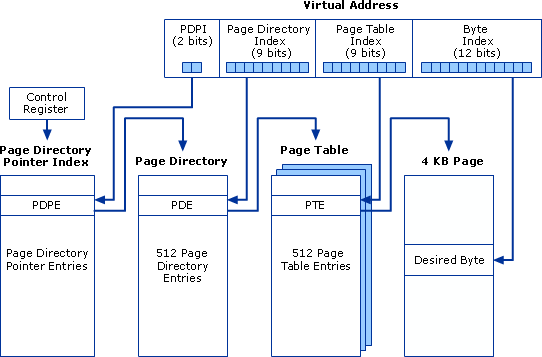 Virtual Address
PDPI
(2 bits)
Page Directory
Index
(9 bits)
Page Table
Index
(9 bits)
Byte
Index
(12 bits)
Control
Register
Page Directory
Pointer Index
Page Directory
Page Table
4 KB Page
PDPE
PDE
PTE
Page Directory
Pointer Entries
512 Page
Directory
Entries
512 Page
Table Entries
Desired Byte